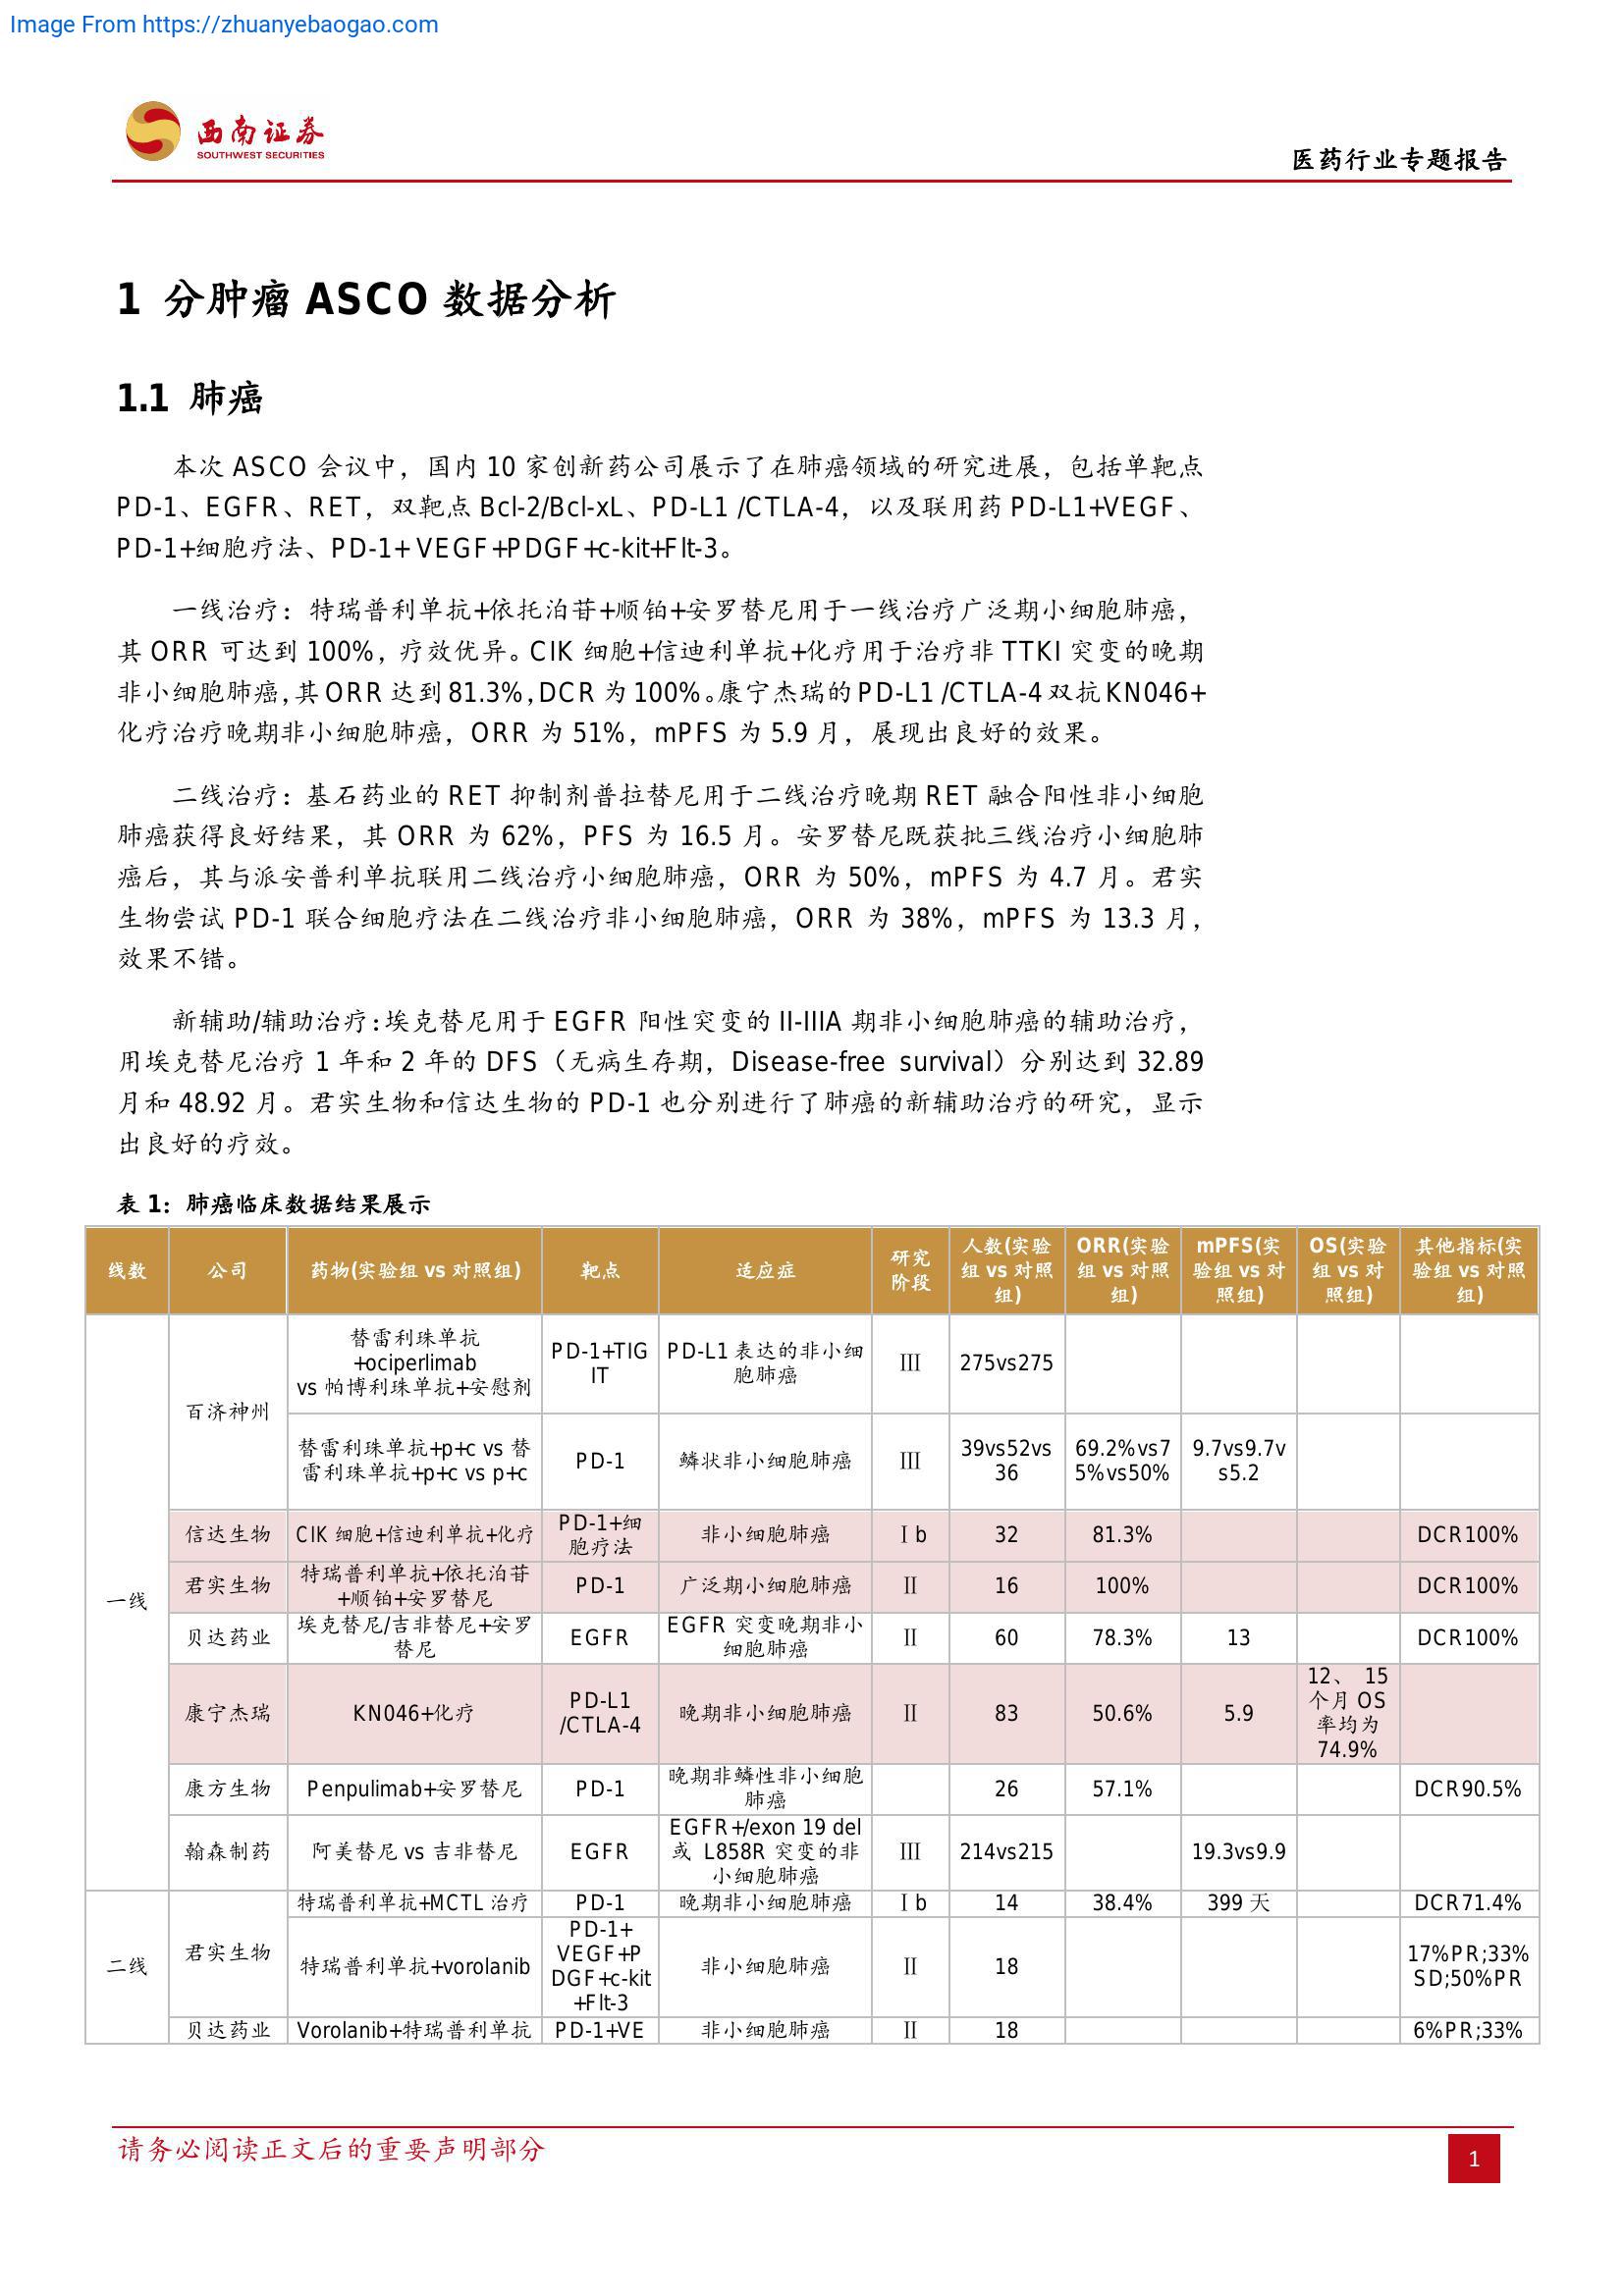 Image From https://zhuanyebaogao.com
西南证券
SOUTHWEST SECURITIES
医药行业专题报告
1 分肿瘤 ASCO 数据分析
1.1 肺癌
本次 ASCO 会议中，国内 10 家创新药公司展示了在肺癌领域的研究进展，包括单靶点
PD-1、EGFR、RET，双靶点 Bcl-2/Bcl-xL、PD-L1 /CTLA-4，以及联用药 PD-L1+VEGF、
PD-1+细胞疗法、PD-1+ VEGF+PDGF+c-kit+Flt-3。
一线治疗：特瑞普利单抗+依托泊苷+顺铂+安罗替尼用于一线治疗广泛期小细胞肺癌，
其 ORR 可达到 100%，疗效优异。CIK 细胞+信迪利单抗+化疗用于治疗非 TTKI 突变的晚期
非小细胞肺癌，其 ORR 达到 81.3%，DCR 为 100%。康宁杰瑞的 PD-L1 /CTLA-4 双抗 KN046+
化疗治疗晚期非小细胞肺癌，ORR 为 51%，mPFS 为 5.9 月，展现出良好的效果。
二线治疗：基石药业的 RET 抑制剂普拉替尼用于二线治疗晚期 RET 融合阳性非小细胞
肺癌获得良好结果，其 ORR 为 62%，PFS 为 16.5 月。安罗替尼既获批三线治疗小细胞肺
癌后，其与派安普利单抗联用二线治疗小细胞肺癌，ORR 为 50%，mPFS 为 4.7 月。君实
生物尝试 PD-1 联合细胞疗法在二线治疗非小细胞肺癌，ORR 为 38%，mPFS 为 13.3 月，
效果不错。
新辅助/辅助治疗：埃克替尼用于 EGFR 阳性突变的 II-IIIA 期非小细胞肺癌的辅助治疗，
用埃克替尼治疗 1 年和 2 年的 DFS（无病生存期，Disease-free survival）分别达到 32.89
月和 48.92 月。君实生物和信达生物的 PD-1 也分别进行了肺癌的新辅助治疗的研究，显示
出良好的疗效。
表 1：肺癌临床数据结果展示
线数 公司 药物(实验组 vs 对照组) 靶点 适应症 研究阶段 人数(实验组 vs 对照组) ORR(实验组 vs 对照组) mPFS(实验组 vs 对照组) OS(实验组 vs 对照组) 其他指标(实验组 vs 对照组)
一线 百济神州 替雷利珠单抗+ociperlimab vs 帕博利珠单抗+安慰剂 PD-1+TIGIT PD-L1 表达的非小细胞肺癌 III 275vs275
替雷利珠单抗+p+c vs 替雷利珠单抗+p+c vs p+c PD-1 鳞状非小细胞肺癌 III 39vs52vs36 69.2%vs75%vs50% 9.7vs9.7vs5.2
信达生物 CIK 细胞+信迪利单抗+化疗 PD-1+细胞疗法 非小细胞肺癌 Ⅰb 32 81.3% DCR100%
君实生物 特瑞普利单抗+依托泊苷+顺铂+安罗替尼 PD-1 广泛期小细胞肺癌 II 16 100% DCR100%
贝达药业 埃克替尼/吉非替尼+安罗替尼 EGFR EGFR 突变晚期非小细胞肺癌 II 60 78.3% 13 DCR100%
康宁杰瑞 KN046+化疗 PD-L1 /CTLA-4 晚期非小细胞肺癌 II 83 50.6% 5.9 12、 15 个月 OS 率均为 74.9%
康方生物 Penpulimab+安罗替尼 PD-1 晚期非鳞性非小细胞肺癌 26 57.1% DCR90.5%
翰森制药 阿美替尼 vs 吉非替尼 EGFR EGFR+/exon 19 del 或 L858R 突变的非小细胞肺癌 III 214vs215 19.3vs9.9
二线 君实生物 特瑞普利单抗+MCTL 治疗 PD-1 晚期非小细胞肺癌 Ⅰb 14 38.4% 399 天 DCR71.4%
特瑞普利单抗+vorolanib PD-1+ VEGF+PDGF+c-kit+Flt-3 非小细胞肺癌 II 18 17%PR;33%SD;50%PR
贝达药业 Vorolanib+特瑞普利单抗 PD-1+VE 非小细胞肺癌 II 18 6%PR;33%
请务必阅读正文后的重要声明部分
1